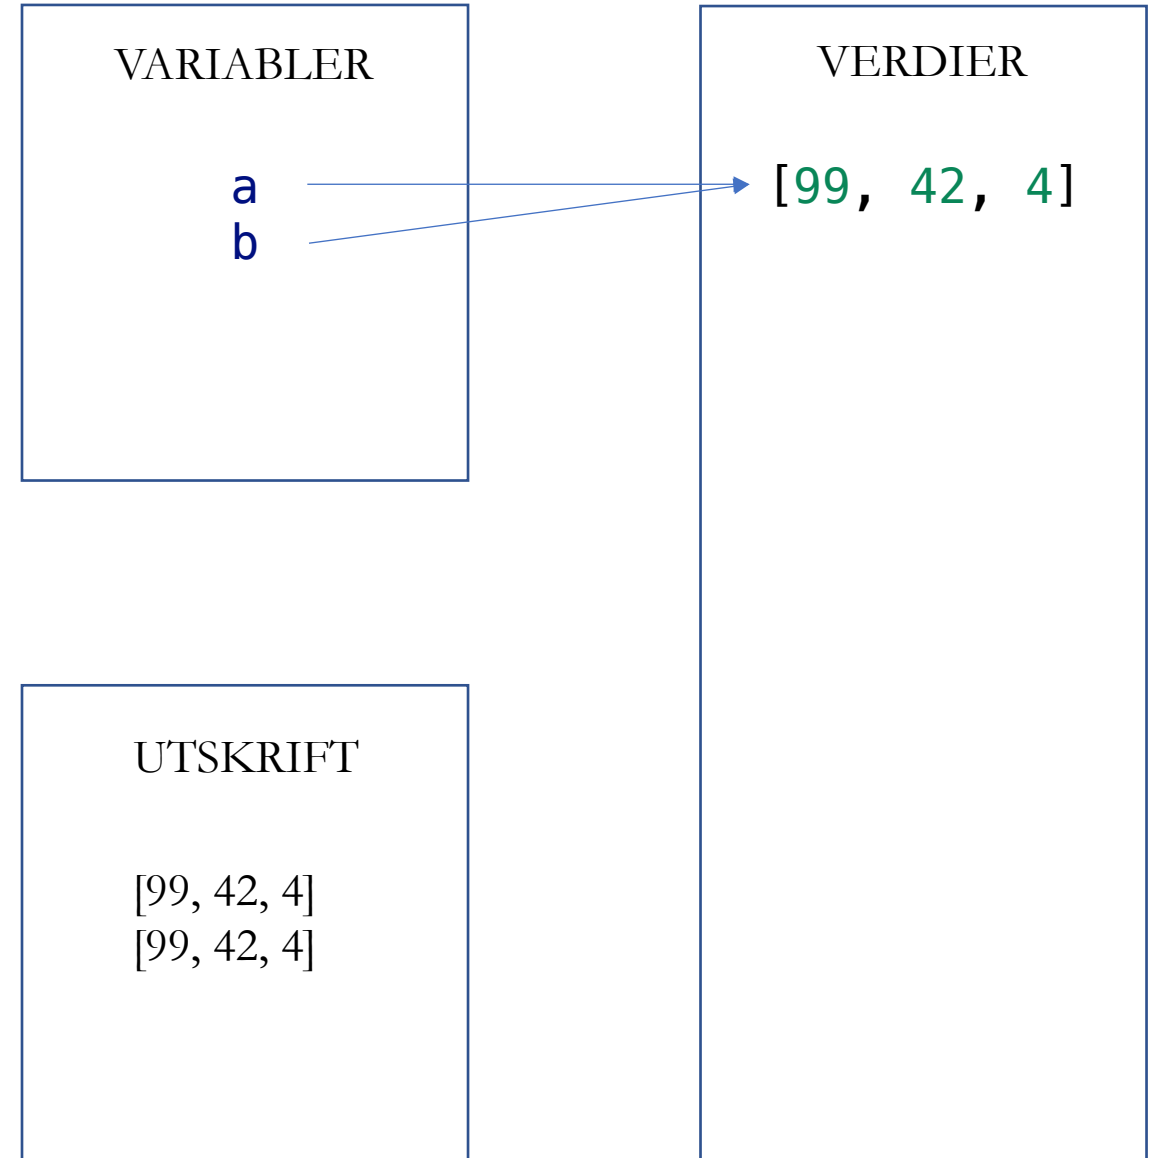 VARIABLER
a
b
VERDIER
[99, 42, 4]
UTSKRIFT
[99, 42, 4]
[99, 42, 4]